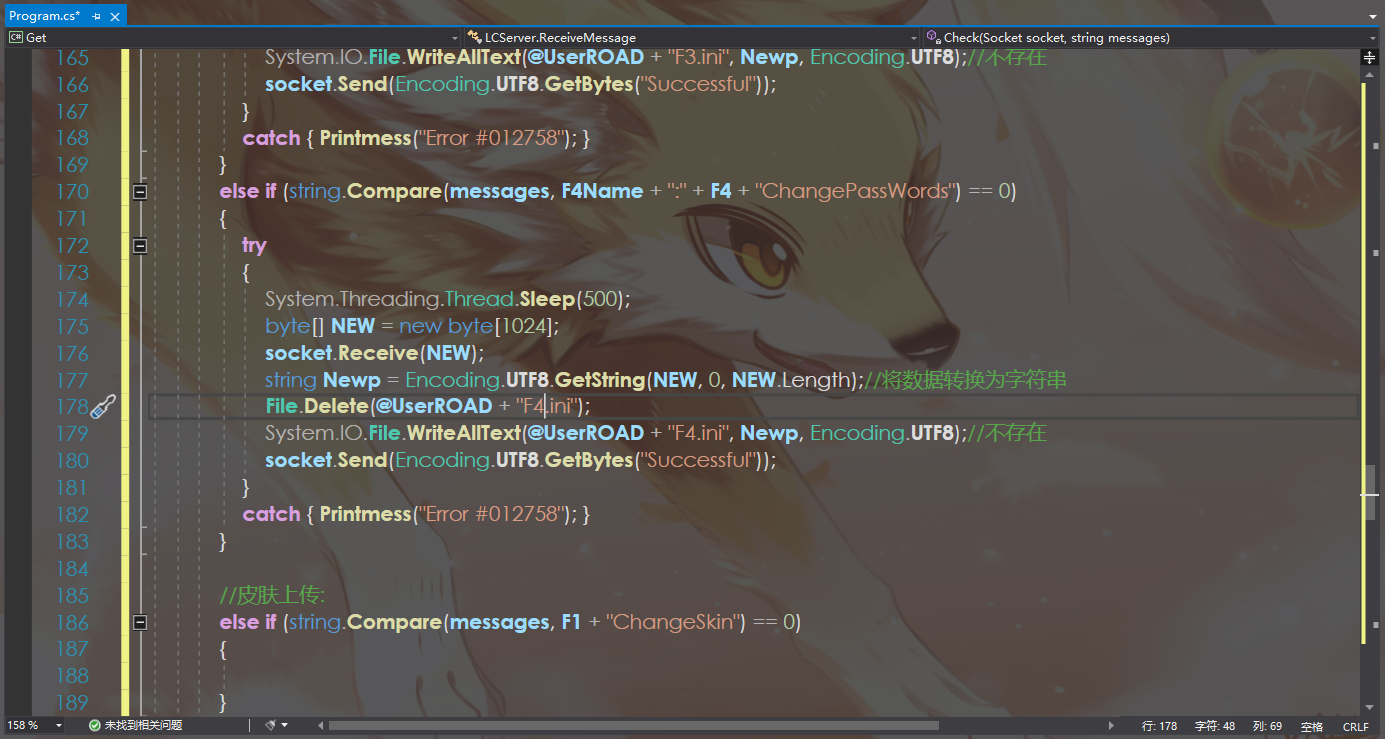 Program.cs*
Get LCServer.ReceiveMessage Check(Socket socket, string messages)
165 System.IO.File.WriteAllText(@UserROAD + "F3.ini", Newp, Encoding.UTF8);//不存在
166 socket.Send(Encoding.UTF8.GetBytes("Successful"));
167 }
168 catch { Printmess("Error #012758"); }
169 }
170 else if (string.Compare(messages, F4Name + ":" + F4 + "ChangePassWords") == 0)
171 {
172 try
173 {
174 System.Threading.Thread.Sleep(500);
175 byte[] NEW = new byte[1024];
176 socket.Receive(NEW);
177 string Newp = Encoding.UTF8.GetString(NEW, 0, NEW.Length);//将数据转换为字符串
178 File.Delete(@UserROAD + "F4.ini");
179 System.IO.File.WriteAllText(@UserROAD + "F4.ini", Newp, Encoding.UTF8);//不存在
180 socket.Send(Encoding.UTF8.GetBytes("Successful"));
181 }
182 catch { Printmess("Error #012758"); }
183 }
184
185 //皮肤上传:
186 else if (string.Compare(messages, F1 + "ChangeSkin") == 0)
187 {
188
189 }
158 % 未找到相关问题 行: 178 字符: 48 列: 69 空格 CRLF